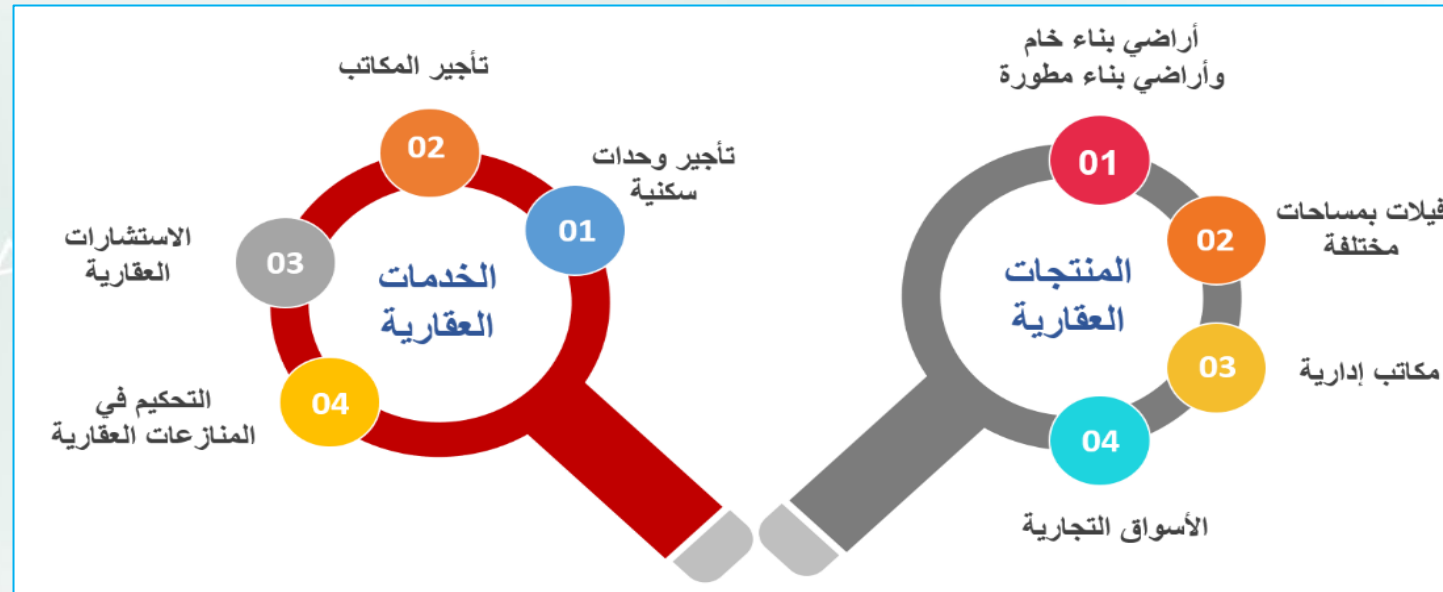 أراضي بناء خام
وأراضي بناء مطورة
01
02
فيلات بمساحات
مختلفة
المنتجات
العقارية
03
مكاتب إدارية
04
الأسواق التجارية
تأجير المكاتب
02
تأجير وحدات
سكنية
01
الاستشارات
العقارية
03
الخدمات
العقارية
04
التحكيم في
المنازعات العقارية